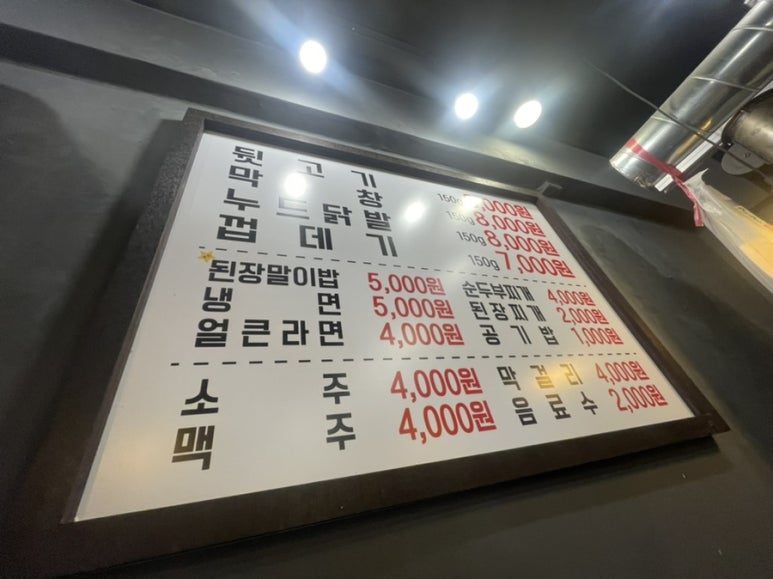 뒷고기 150g ,000원
막창 150g 8,000원
누드닭발 150g 8,000원
껍데기 150g 7,000원
된장말이밥 5,000원 순두부찌개 4,000원
냉면 5,000원 된장찌개 2,000원
얼큰라면 4,000원 공기밥 1,000원
소주 4,000원 막걸리 4,000원
맥주 4,000원 음료수 2,000원